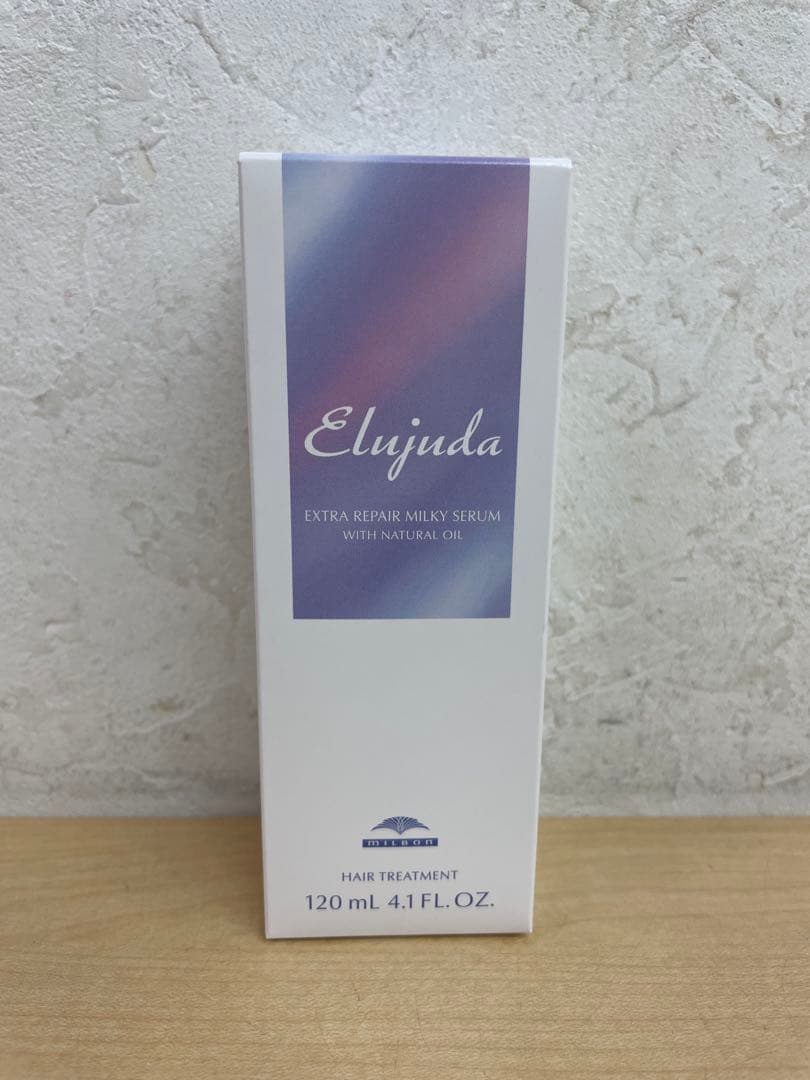 Elujuda
EXTRA REPAIR MILKY SERUM
WITH NATURAL OIL
MILBON
HAIR TREATMENT
120 mL 4.1 FL. OZ.